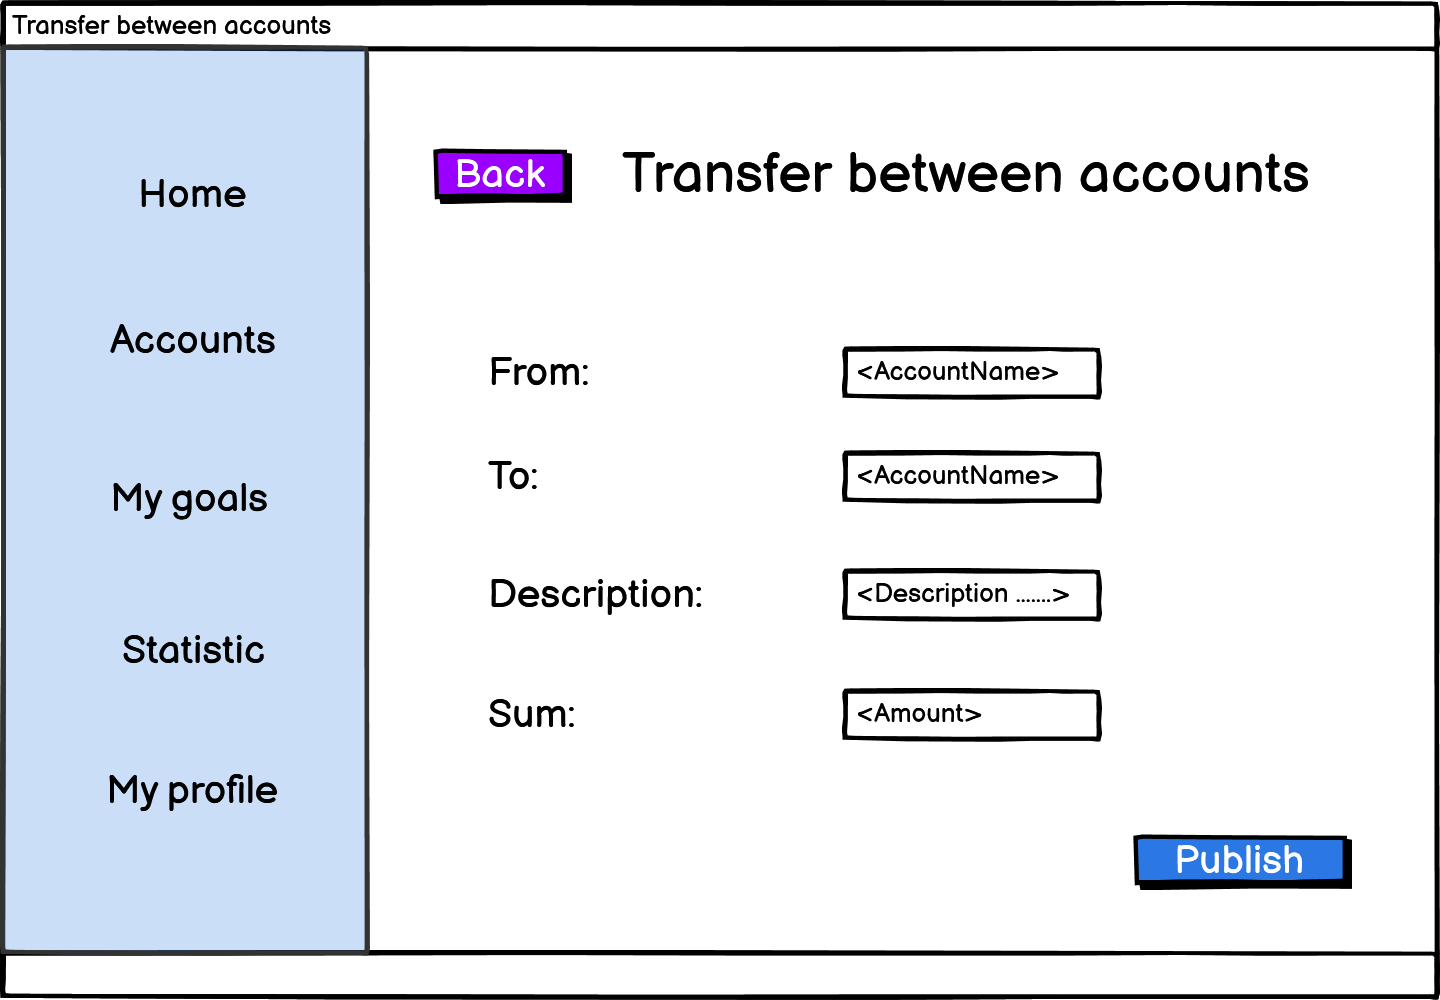 Transfer between accounts
Home
Accounts
My goals
Statistic
My profile
Back
Transfer between accounts
From:
<AccountName>
To:
<AccountName>
Description:
<Description .......>
Sum:
<Amount>
Publish